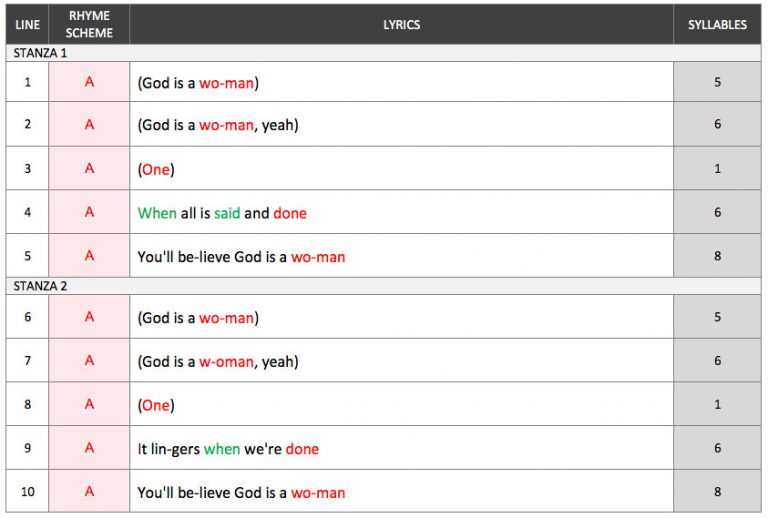 LINE RHYME SCHEME LYRICS SYLLABLES
STANZA 1
1 A (God is a wo-man) 5
2 A (God is a wo-man, yeah) 6
3 A (One) 1
4 A When all is said and done 6
5 A You'll be-lieve God is a wo-man 8
STANZA 2
6 A (God is a wo-man) 5
7 A (God is a w-oman, yeah) 6
8 A (One) 1
9 A It lin-gers when we're done 6
10 A You'll be-lieve God is a wo-man 8